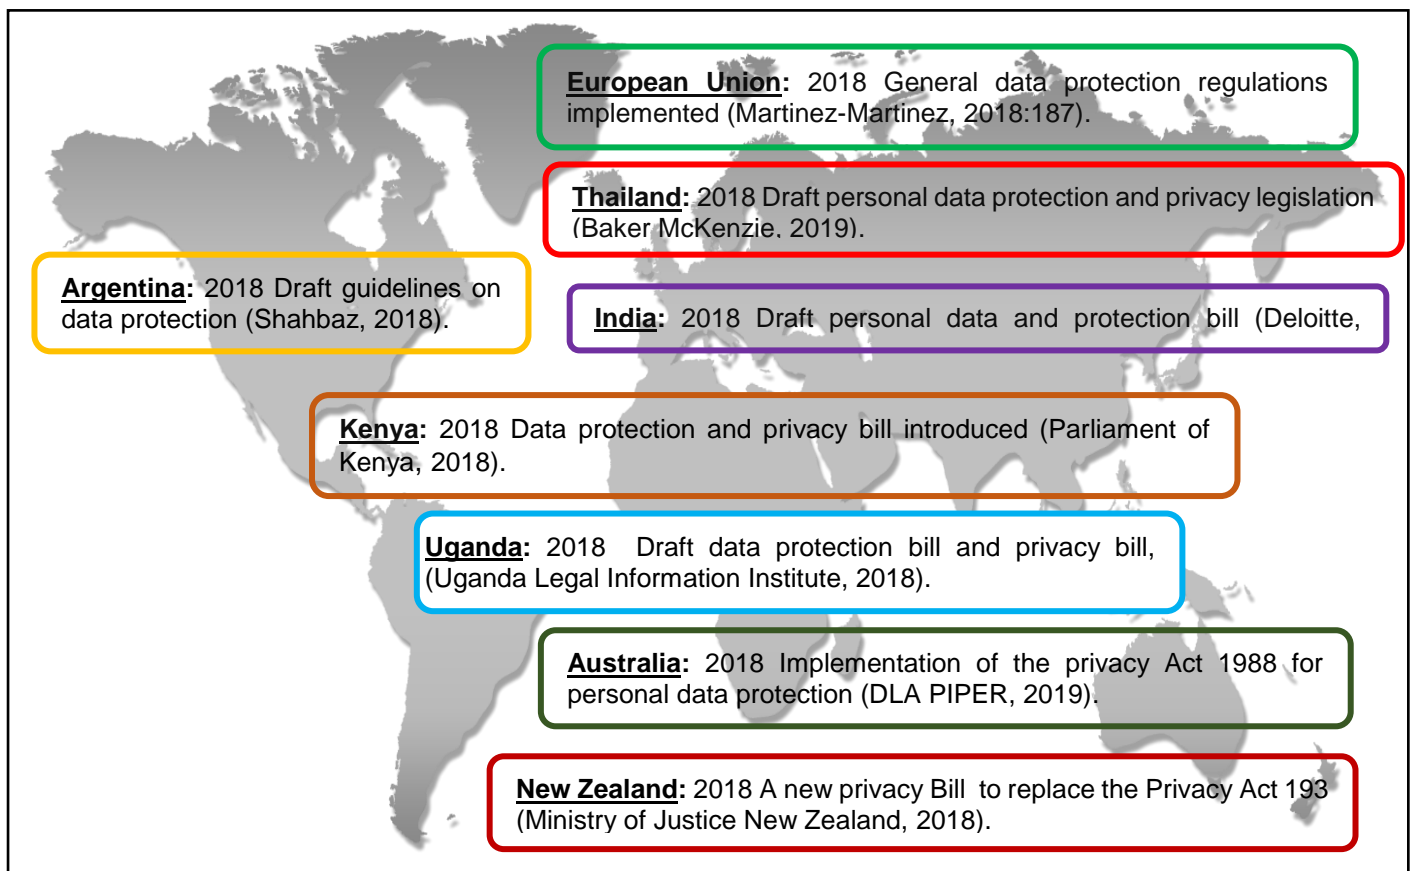 European Union: 2018 General data protection regulations
implemented (Martinez-Martinez, 2018:187).
Thailand: 2018 Draft personal data protection and privacy legislation
(Baker McKenzie, 2019).
Argentina: 2018 Draft guidelines on
data protection (Shahbaz, 2018).
India: 2018 Draft personal data and protection bill (Deloitte,
Kenya: 2018 Data protection and privacy bill introduced (Parliament of
Kenya, 2018).
Uganda: 2018 Draft data protection bill and privacy bill,
(Uganda Legal Information Institute, 2018).
Australia: 2018 Implementation of the privacy Act 1988 for
personal data protection (DLA PIPER, 2019).
New Zealand: 2018 A new privacy Bill to replace the Privacy Act 193
(Ministry of Justice New Zealand, 2018).